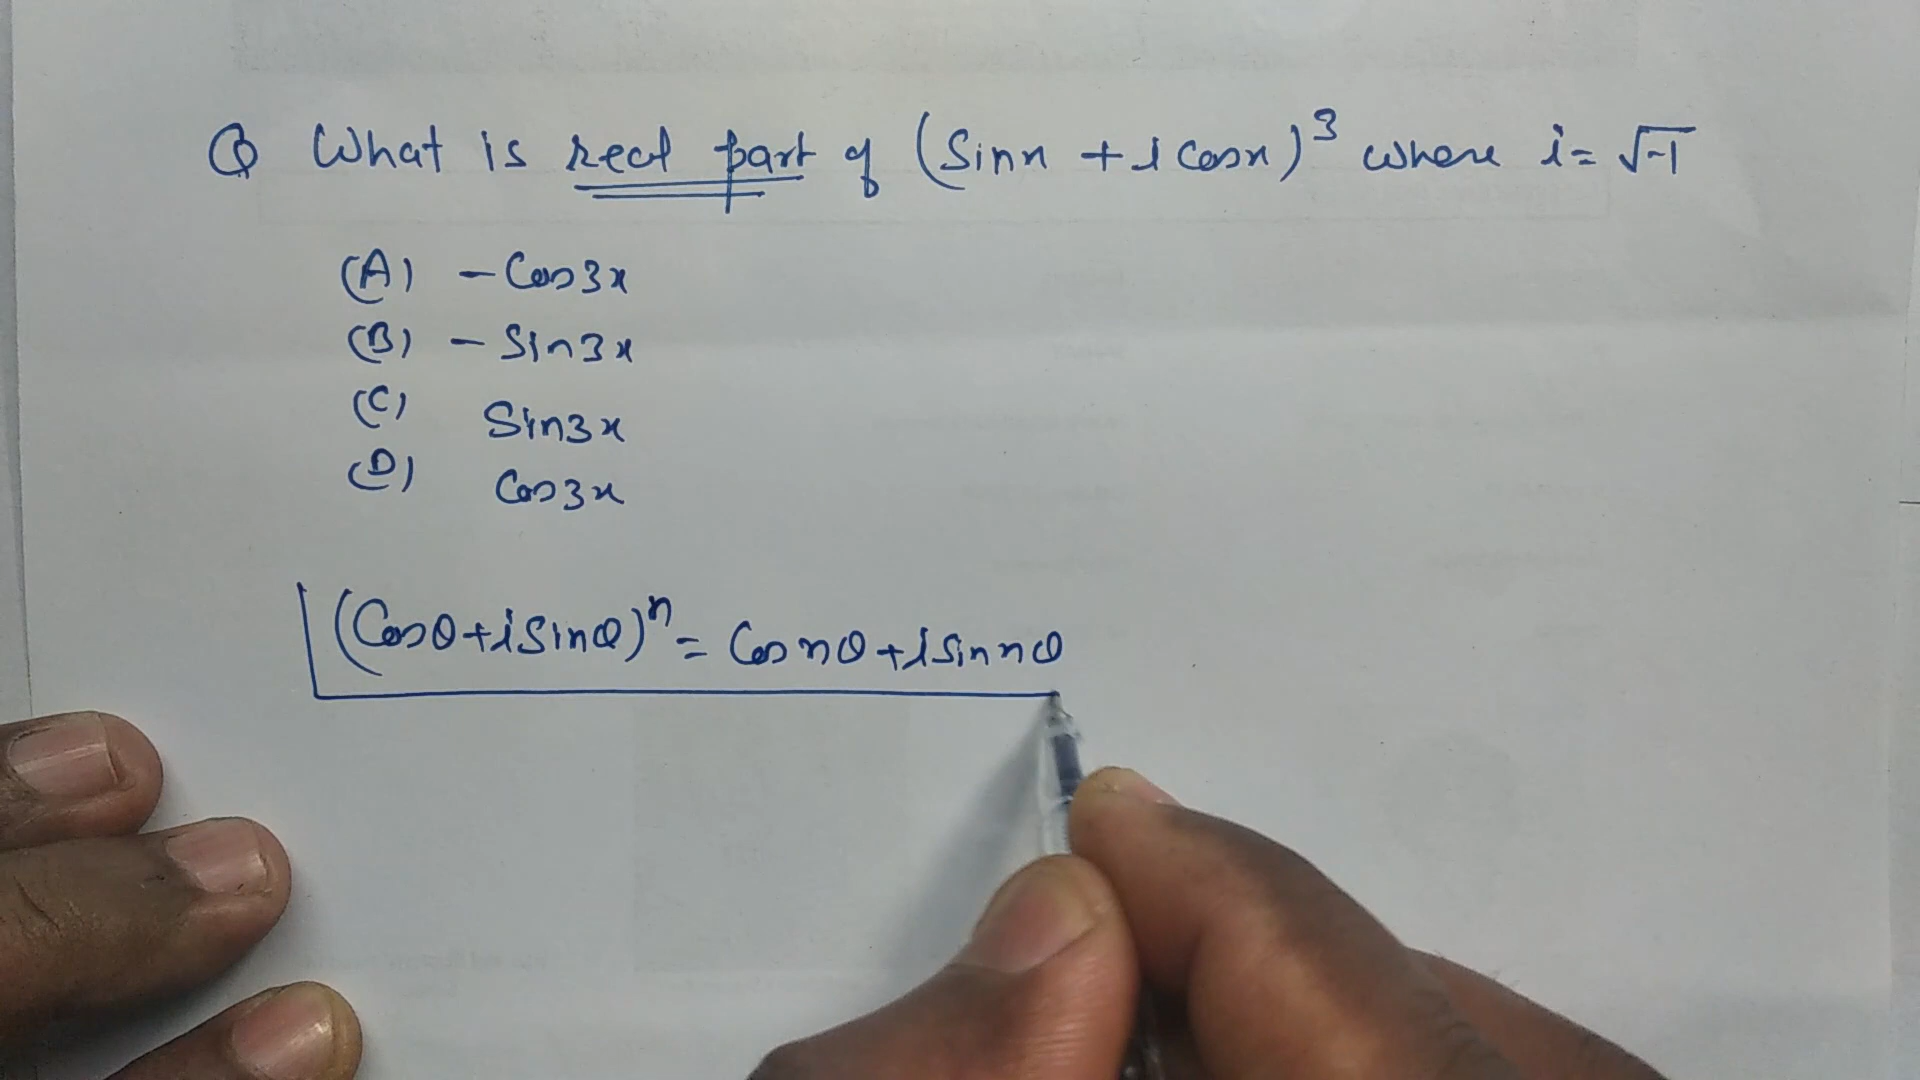 Q What is real part of (Sinx + i Cosx)³ where i = √-1
(A) - Cos3x
(B) - Sin3x
(C) Sin3x
(D) Cos3x
(Cosθ + i Sinθ)ⁿ = Cos nθ + i Sin nθ